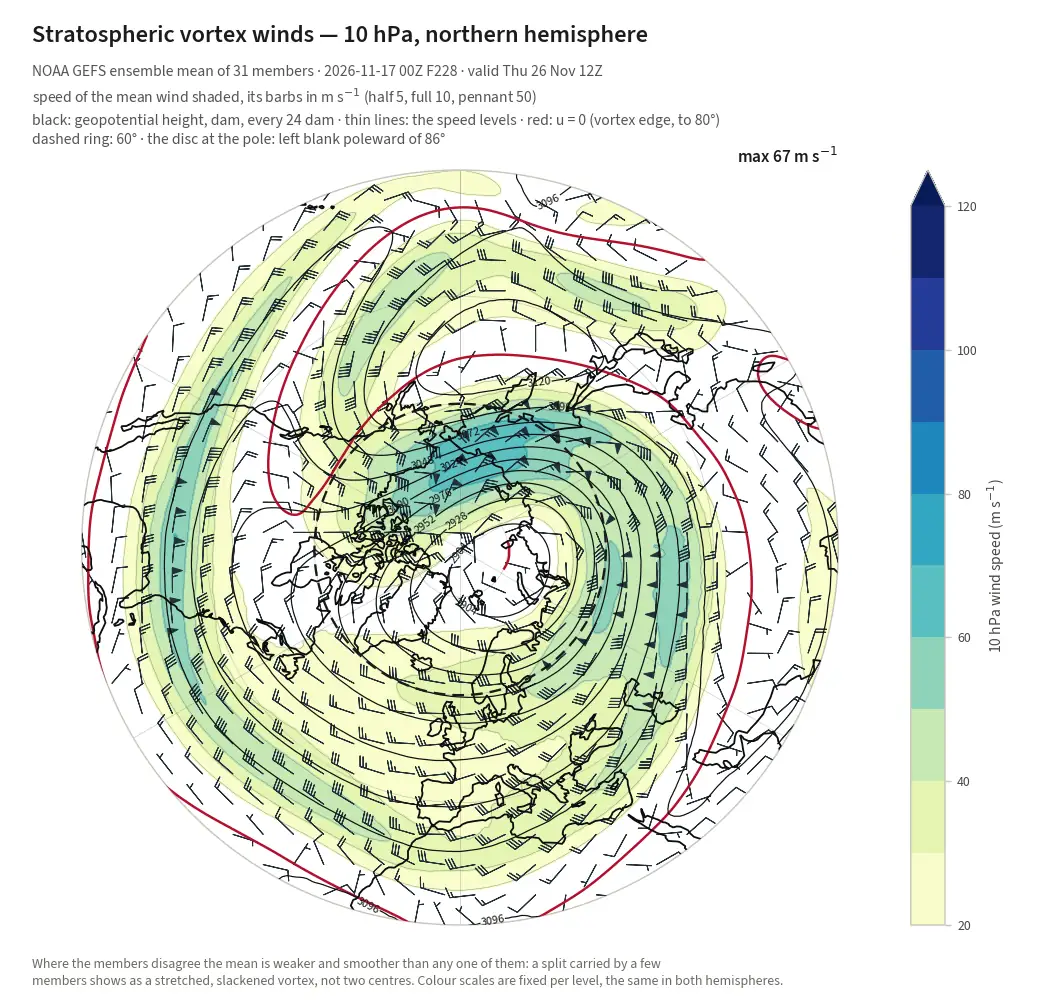 Stratospheric vortex winds — 10 hPa, northern hemisphere
NOAA GEFS ensemble mean of 31 members · 2026-11-17 00Z F228 · valid Thu 26 Nov 12Z
speed of the mean wind shaded, its barbs in m s⁻¹ (half 5, full 10, pennant 50)
black: geopotential height, dam, every 24 dam · thin lines: the speed levels · red: u = 0 (vortex edge, to 80°)
dashed ring: 60° · the disc at the pole: left blank poleward of 86°
max 67 m s⁻¹
3096
120
100
80
60
40
20
10 hPa wind speed (m s⁻¹)
3120
3072
3048
2976
2952
2928
3096
3096
Where the members disagree the mean is weaker and smoother than any one of them: a split carried by a few
members shows as a stretched, slackened vortex, not two centres. Colour scales are fixed per level, the same in both hemispheres.